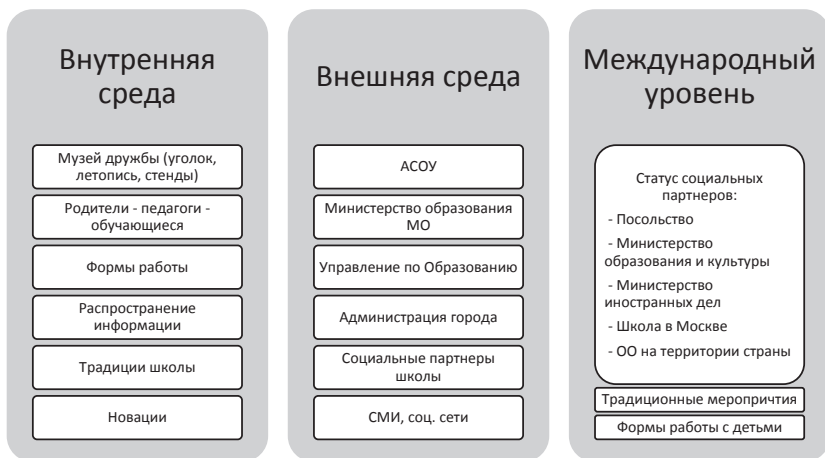 Внутренняя
среда
Музей дружбы (уголок,
летопись, стенды)
Родители - педагоги -
обучающиеся
Формы работы
Распространение
информации
Традиции школы
Новации
Внешняя среда
АСОУ
Министерство образования
МО
Управление по Образованию
Администрация города
Социальные партнеры
школы
СМИ, соц. сети
Международный
уровень
Статус социальных
партнеров:
- Посольство
- Министерство
образования и культуры
- Министерство
иностранных дел
- Школа в Москве
- ОО на территории страны
Традиционные меропричтия
Формы работы с детьми